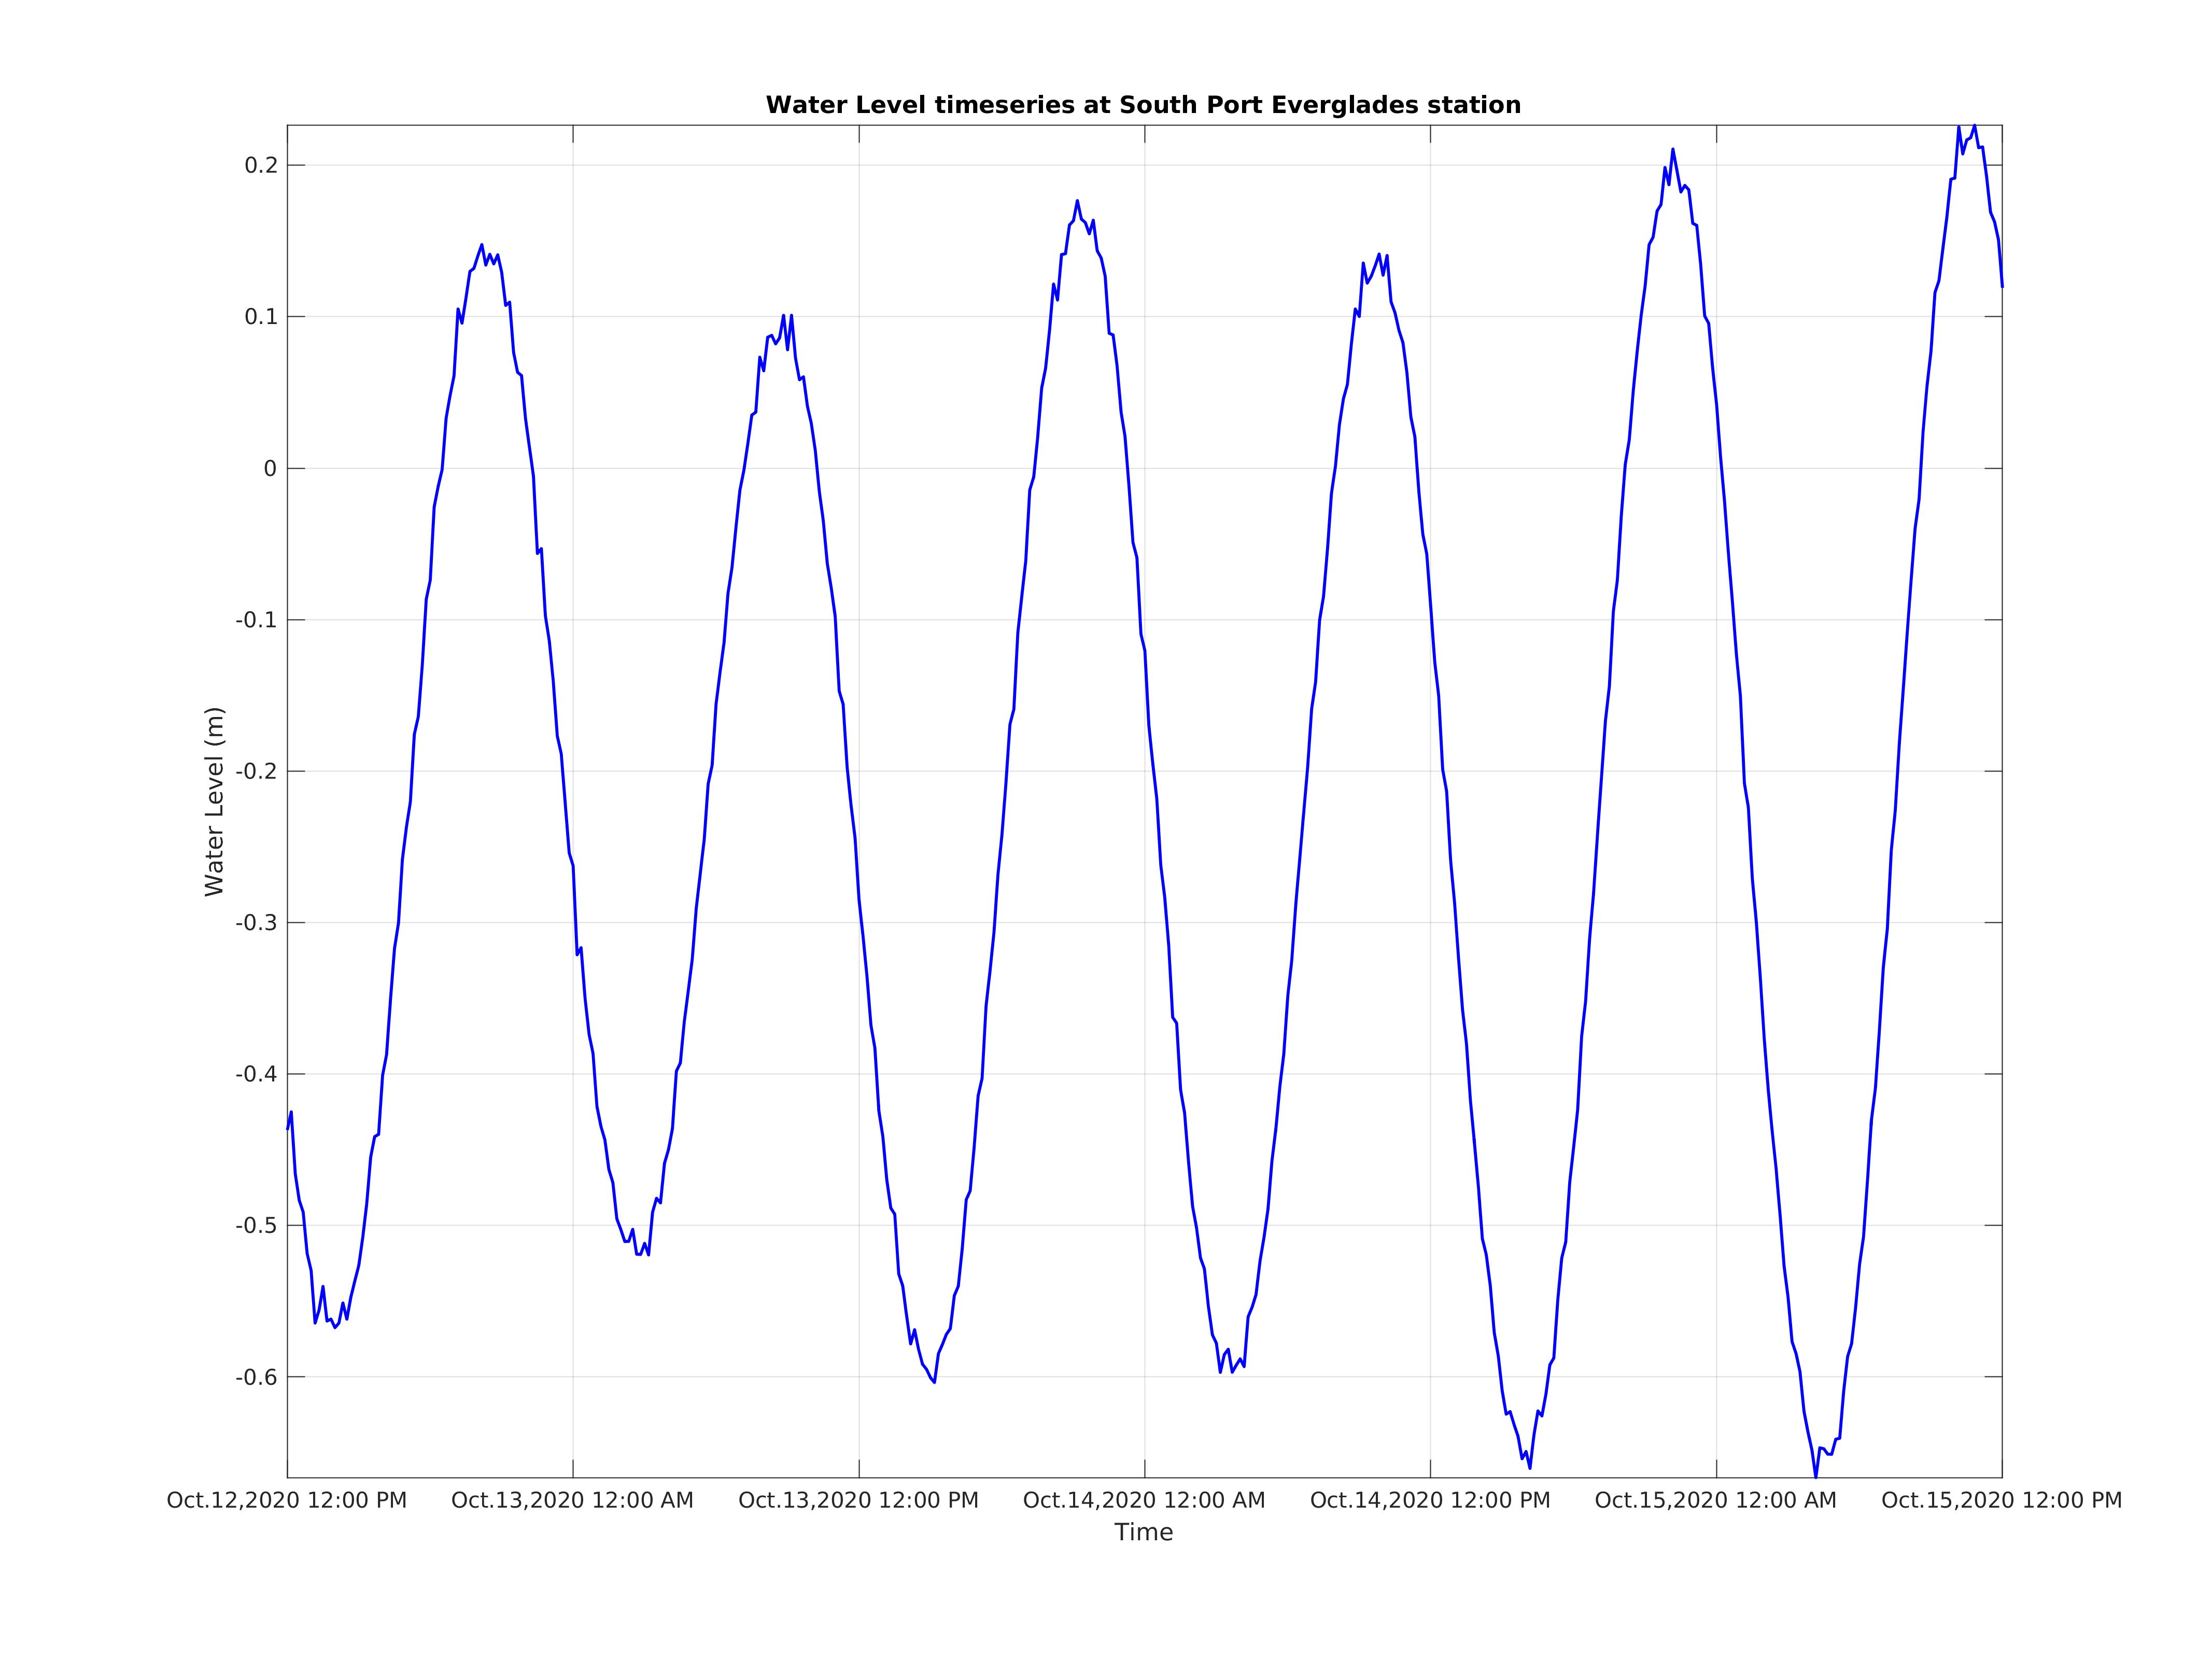 Water Level timeseries at South Port Everglades station
0.2
0.1
0
-0.1
-0.2
-0.3
-0.4
-0.5
-0.6
Water Level (m)
Oct.12,2020 12:00 PM Oct.13,2020 12:00 AM Oct.13,2020 12:00 PM Oct.14,2020 12:00 AM Oct.14,2020 12:00 PM Oct.15,2020 12:00 AM Oct.15,2020 12:00 PM
Time